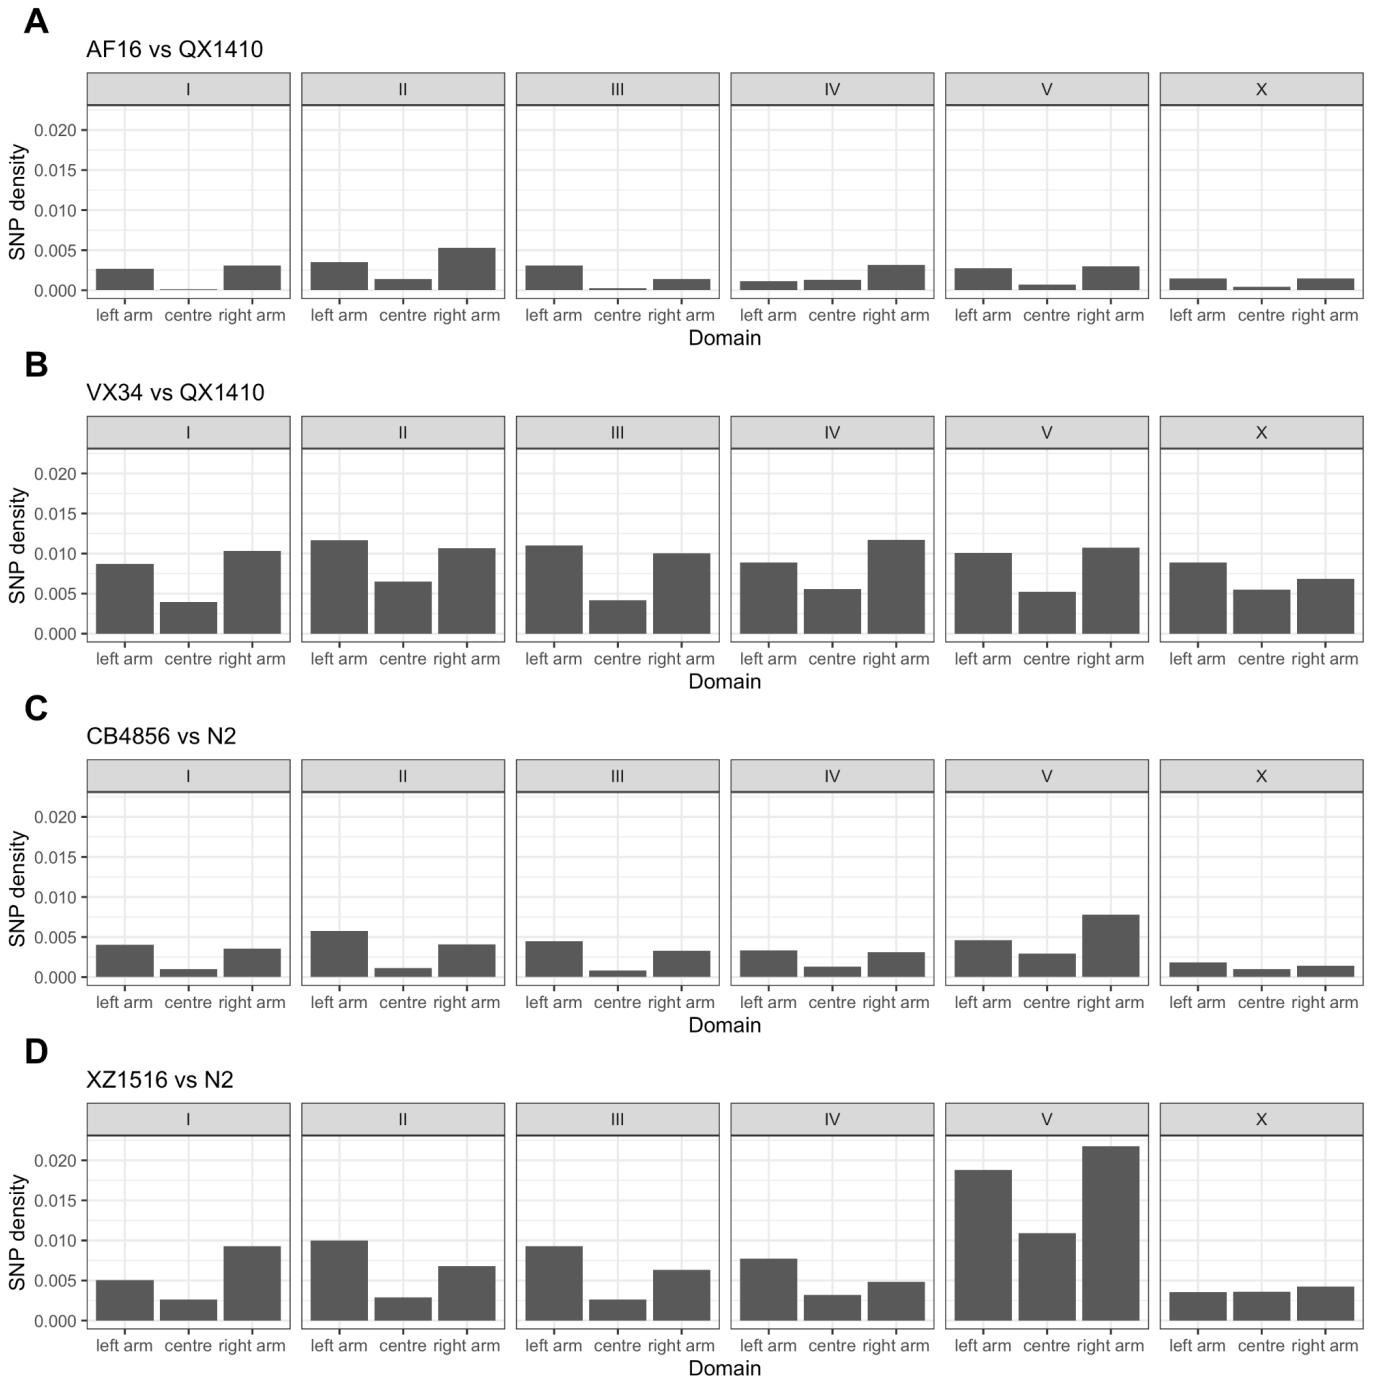 A
AF16 vs QX1410
I II III IV V X
SNP density
0.020
0.015
0.010
0.005
0.000
left arm centre right arm left arm centre right arm left arm centre right arm left arm centre right arm left arm centre right arm left arm centre right arm
Domain
B
VX34 vs QX1410
I II III IV V X
SNP density
0.020
0.015
0.010
0.005
0.000
left arm centre right arm left arm centre right arm left arm centre right arm left arm centre right arm left arm centre right arm left arm centre right arm
Domain
C
CB4856 vs N2
I II III IV V X
SNP density
0.020
0.015
0.010
0.005
0.000
left arm centre right arm left arm centre right arm left arm centre right arm left arm centre right arm left arm centre right arm left arm centre right arm
Domain
D
XZ1516 vs N2
I II III IV V X
SNP density
0.020
0.015
0.010
0.005
0.000
left arm centre right arm left arm centre right arm left arm centre right arm left arm centre right arm left arm centre right arm left arm centre right arm
Domain